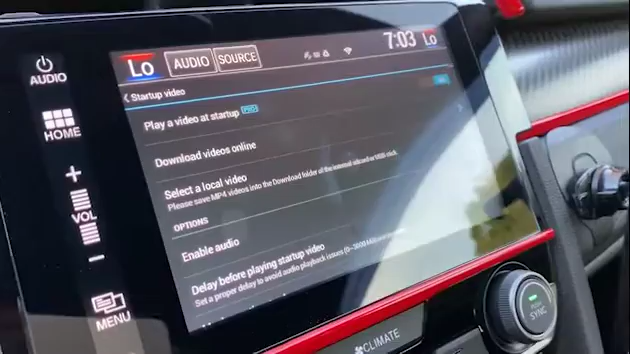 AUDIO
HOME
VOL
MENU
Lo AUDIO SOURCE 7:03 Lo
Startup video
Play a video at startup
Download videos online
Select a local video
Please save MP4 videos into the Download folder of the internal sdcard or USB stick.
OPTIONS
Enable audio
Delay before playing startup video
Set a proper delay to avoid audio playback issues
CLIMATE
SYNC